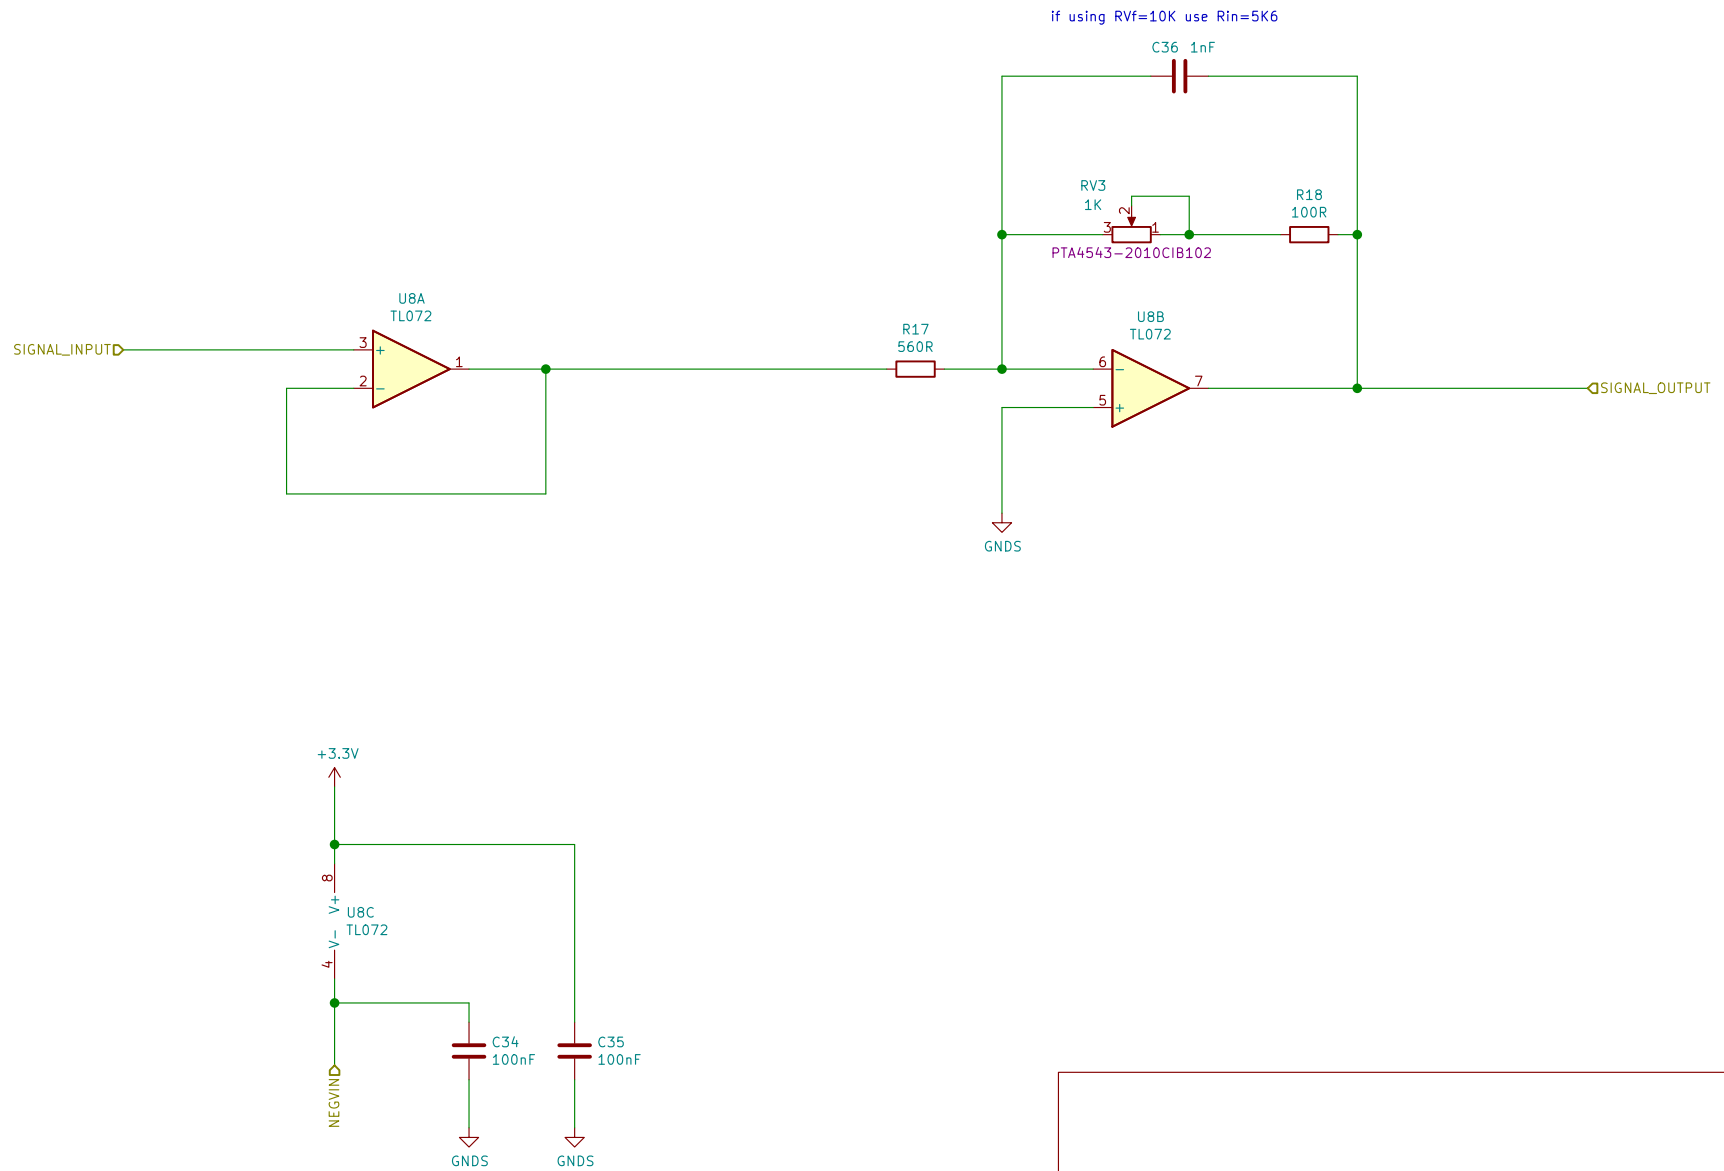 if using RVf=10K use Rin=5K6
C36 1nF
RV3
1K
2
3
1
PTA4543-2010CIB102
R18
100R
U8A
TL072
SIGNAL_INPUT
3
+
2
-
1
R17
560R
U8B
TL072
6
-
5
+
7
SIGNAL_OUTPUT
GNDS
+3.3V
8
V+
U8C
TL072
V-
4
C34
100nF
C35
100nF
NEGVIN
GNDS
GNDS